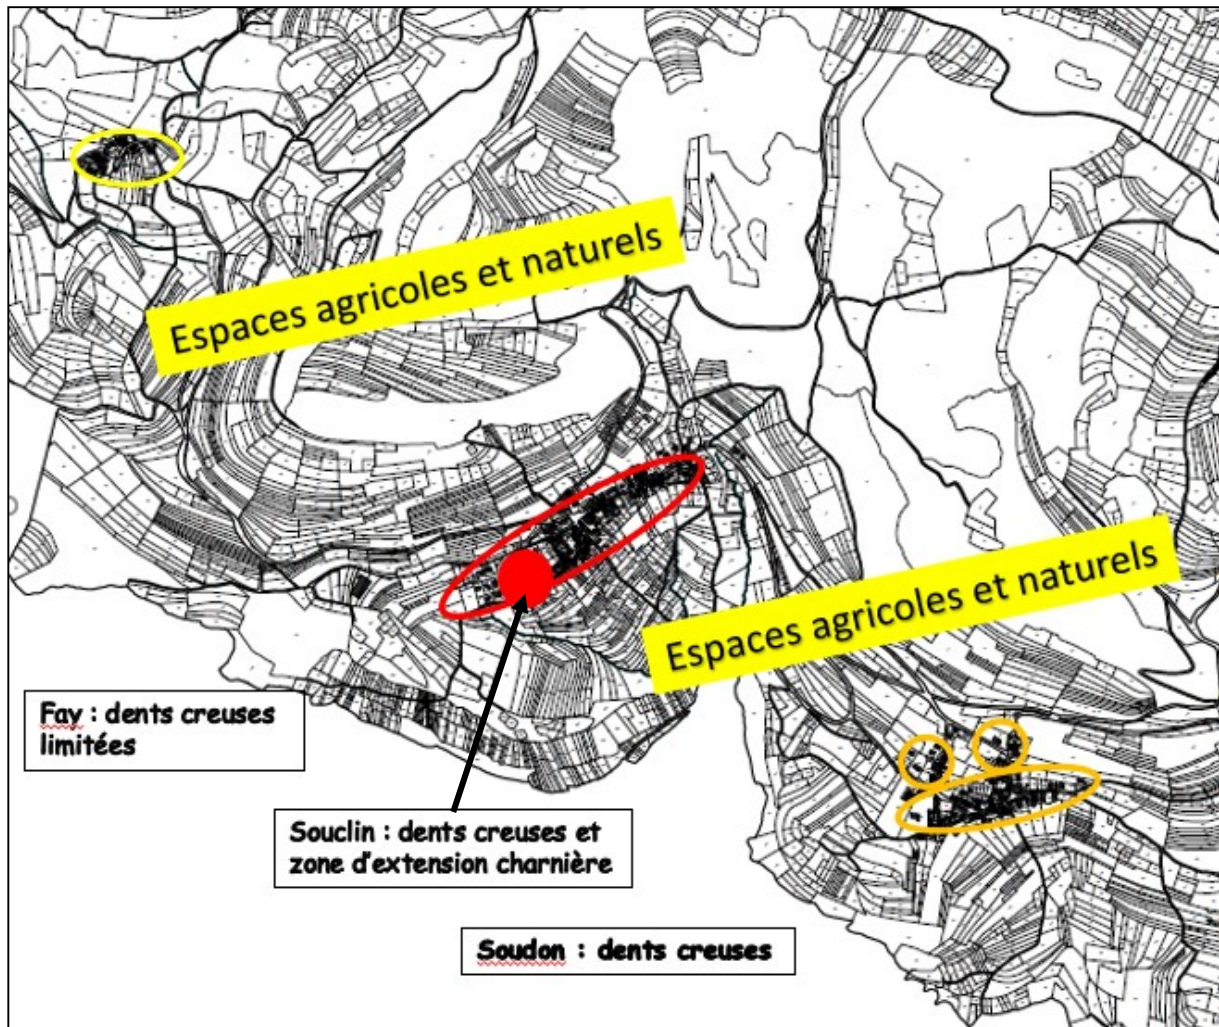 Espaces agricoles et naturels
Espaces agricoles et naturels
Fay : dents creuses
limitées
Souclin : dents creuses et
zone d'extension charnière
Soudon : dents creuses